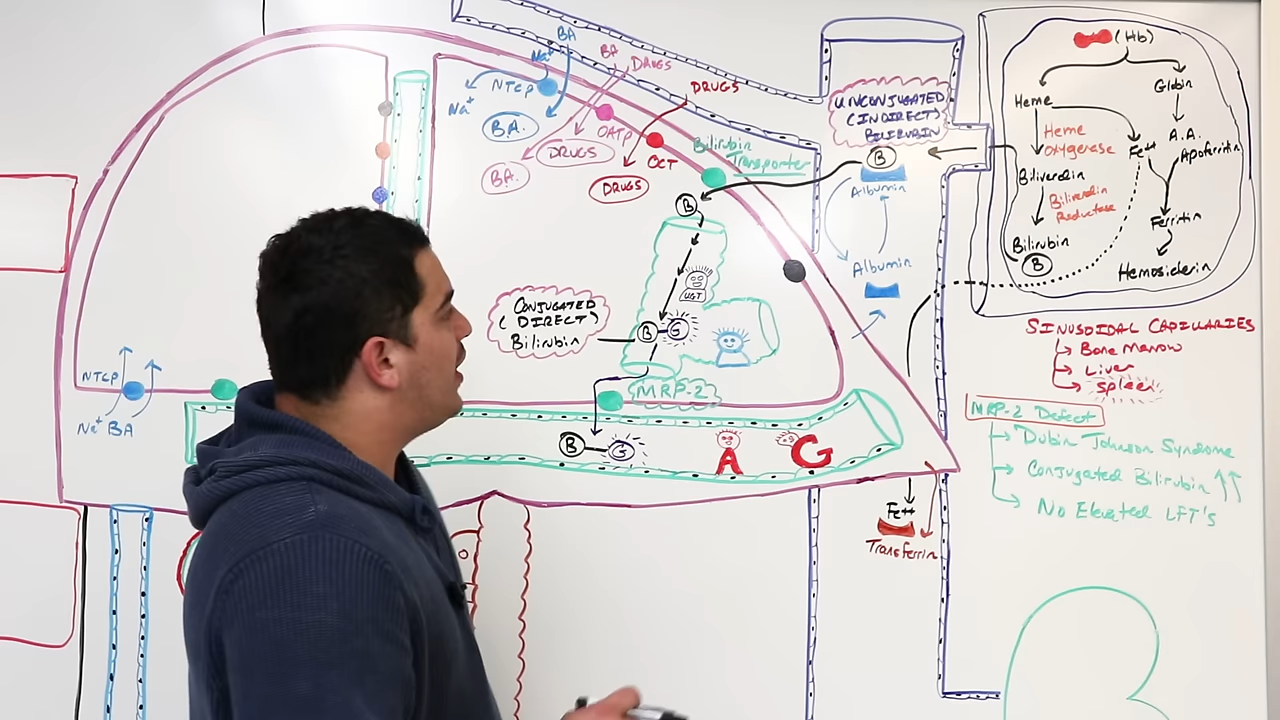 BA
Na+
NTCP
Na+
B.A.
BA
DRUGS
OATP
DRUGS
B.A.
DRUGS
OCT
DRUGS
Bilirubin
Transporter
B
UGT
B-G
CONJUGATED
(DIRECT)
Bilirubin
MRP-2
B-G
A
G
NTCP
Na+ BA
UNCONJUGATED
(INDIRECT)
BILIRUBIN
B
Albumin
Albumin
Fe++
Transferrin
(Hb)
Heme
Globin
Heme
Oxygenase
Fe++
A.A.
Apoferitin
Biliverdin
Biliverdin
Reductase
Ferritin
Bilirubin
B
Hemosiderin
SINUSOIDAL CAPILLARIES
Bone Marrow
Liver
Spleen
MRP-2 Defect
Dubin Johnson Syndrome
Conjugated Bilirubin ↑↑
No Elevated LFT's